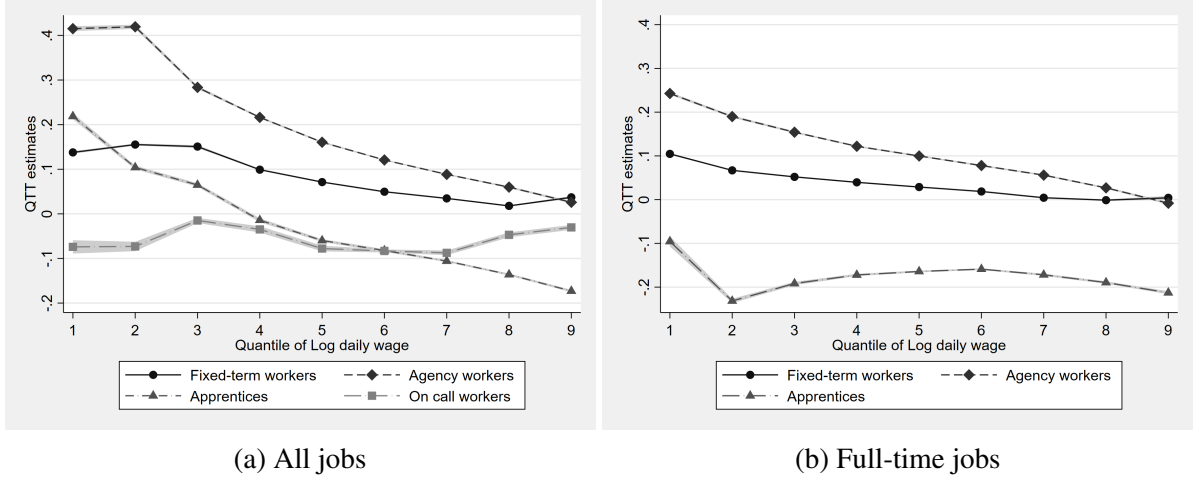 .4
.3
.2
.1
0
-.1
-.2
QTT estimates
1 2 3 4 5 6 7 8 9
Quantile of Log daily wage
Fixed-term workers Agency workers
Apprentices On call workers
(a) All jobs
.4
.3
.2
.1
0
-.1
-.2
QTT estimates
1 2 3 4 5 6 7 8 9
Quantile of Log daily wage
Fixed-term workers Agency workers
Apprentices
(b) Full-time jobs